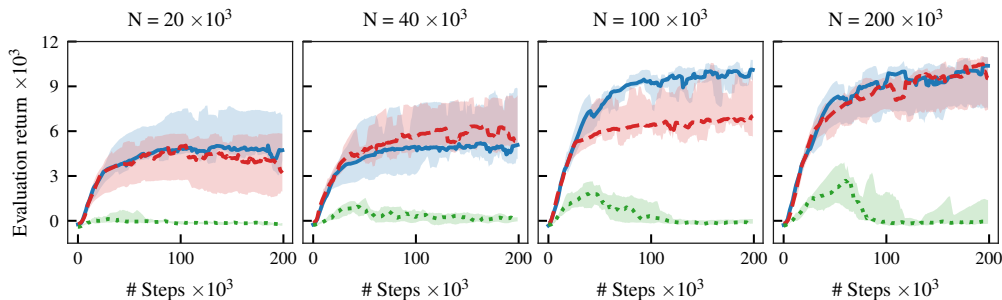 N = 20 ×10³
N = 40 ×10³
N = 100 ×10³
N = 200 ×10³
Evaluation return ×10³
12
9
6
3
0
0 100 200
0 100 200
0 100 200
0 100 200
# Steps ×10³
# Steps ×10³
# Steps ×10³
# Steps ×10³